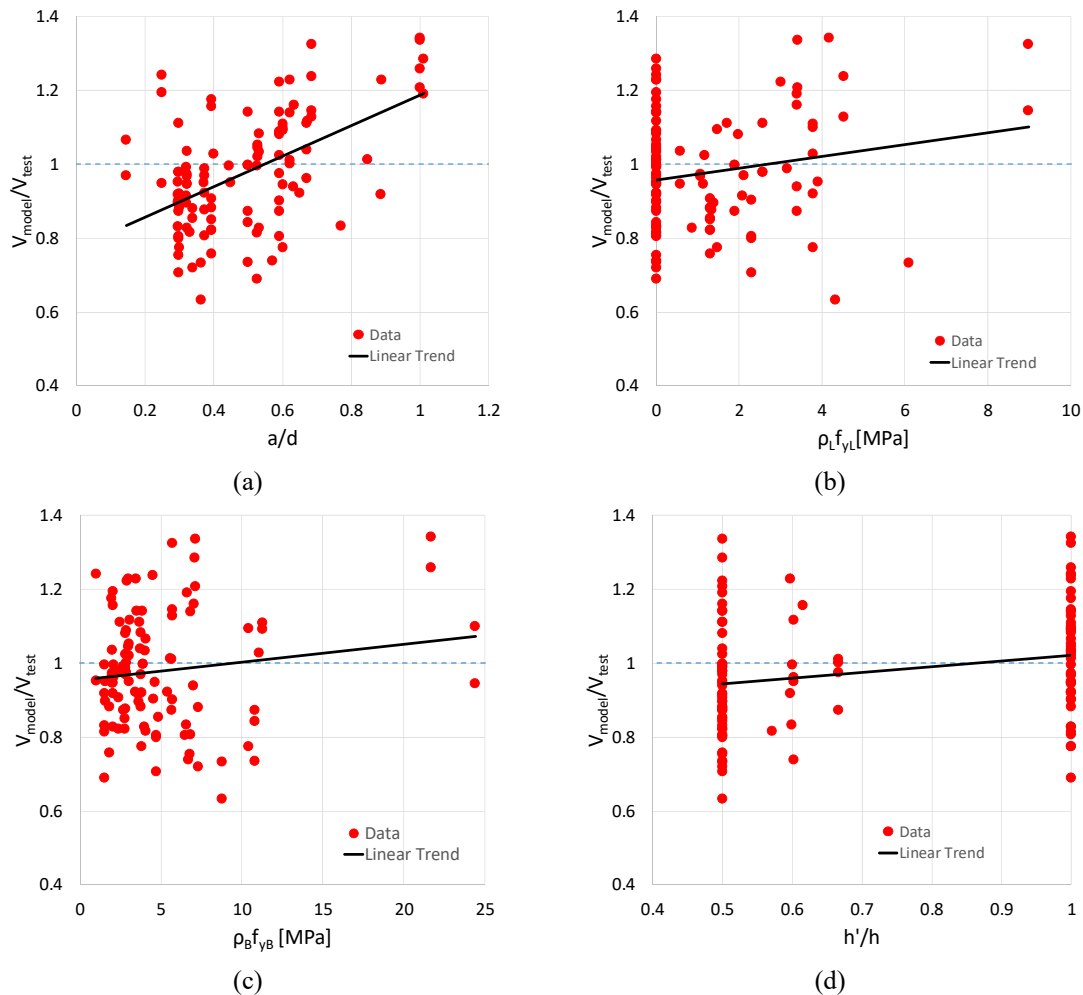 1.4
1.2
1
0.8
0.6
0.4
V_model/V_test
0
0.2
0.4
0.6
0.8
1
1.2
a/d
Data
Linear Trend
(a)
1.4
1.2
1
0.8
0.6
0.4
V_model/V_test
0
2
4
6
8
10
ρ_L f_yL[MPa]
Data
Linear Trend
(b)
1.4
1.2
1
0.8
0.6
0.4
V_model/V_test
0
5
10
15
20
25
ρ_B f_yB [MPa]
Data
Linear Trend
(c)
1.4
1.2
1
0.8
0.6
0.4
V_model/V_test
0.4
0.5
0.6
0.7
0.8
0.9
1
h'/h
Data
Linear Trend
(d)